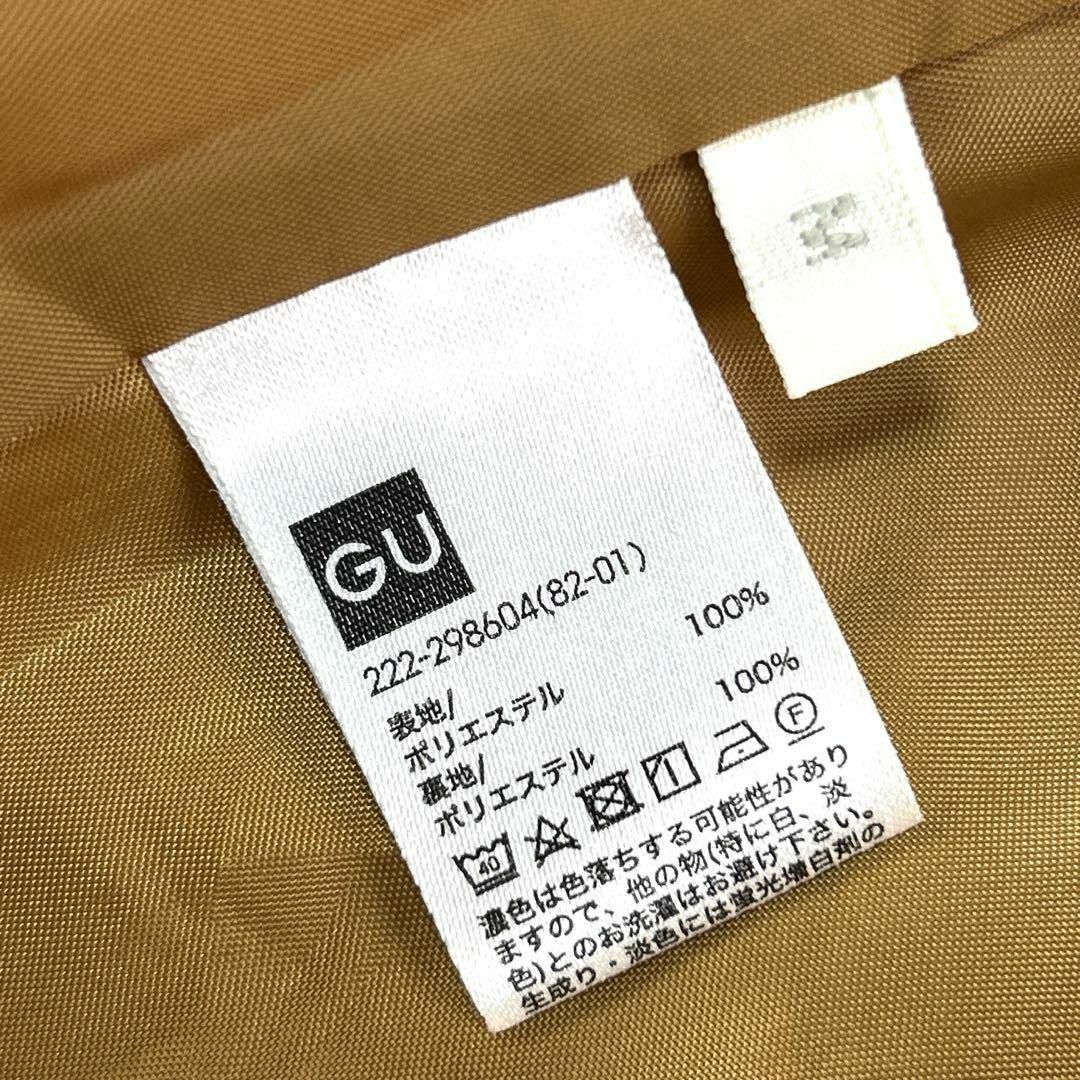 GU
222-298604(82-01)
表地/
ポリエステル 100%
裏地/
ポリエステル 100%
40 F
濃色は色落ちする可能性があり
ますので、他の物(特に白、淡
色)とのお洗濯はお避け下さい。
生成り・淡色には蛍光増白剤の
M